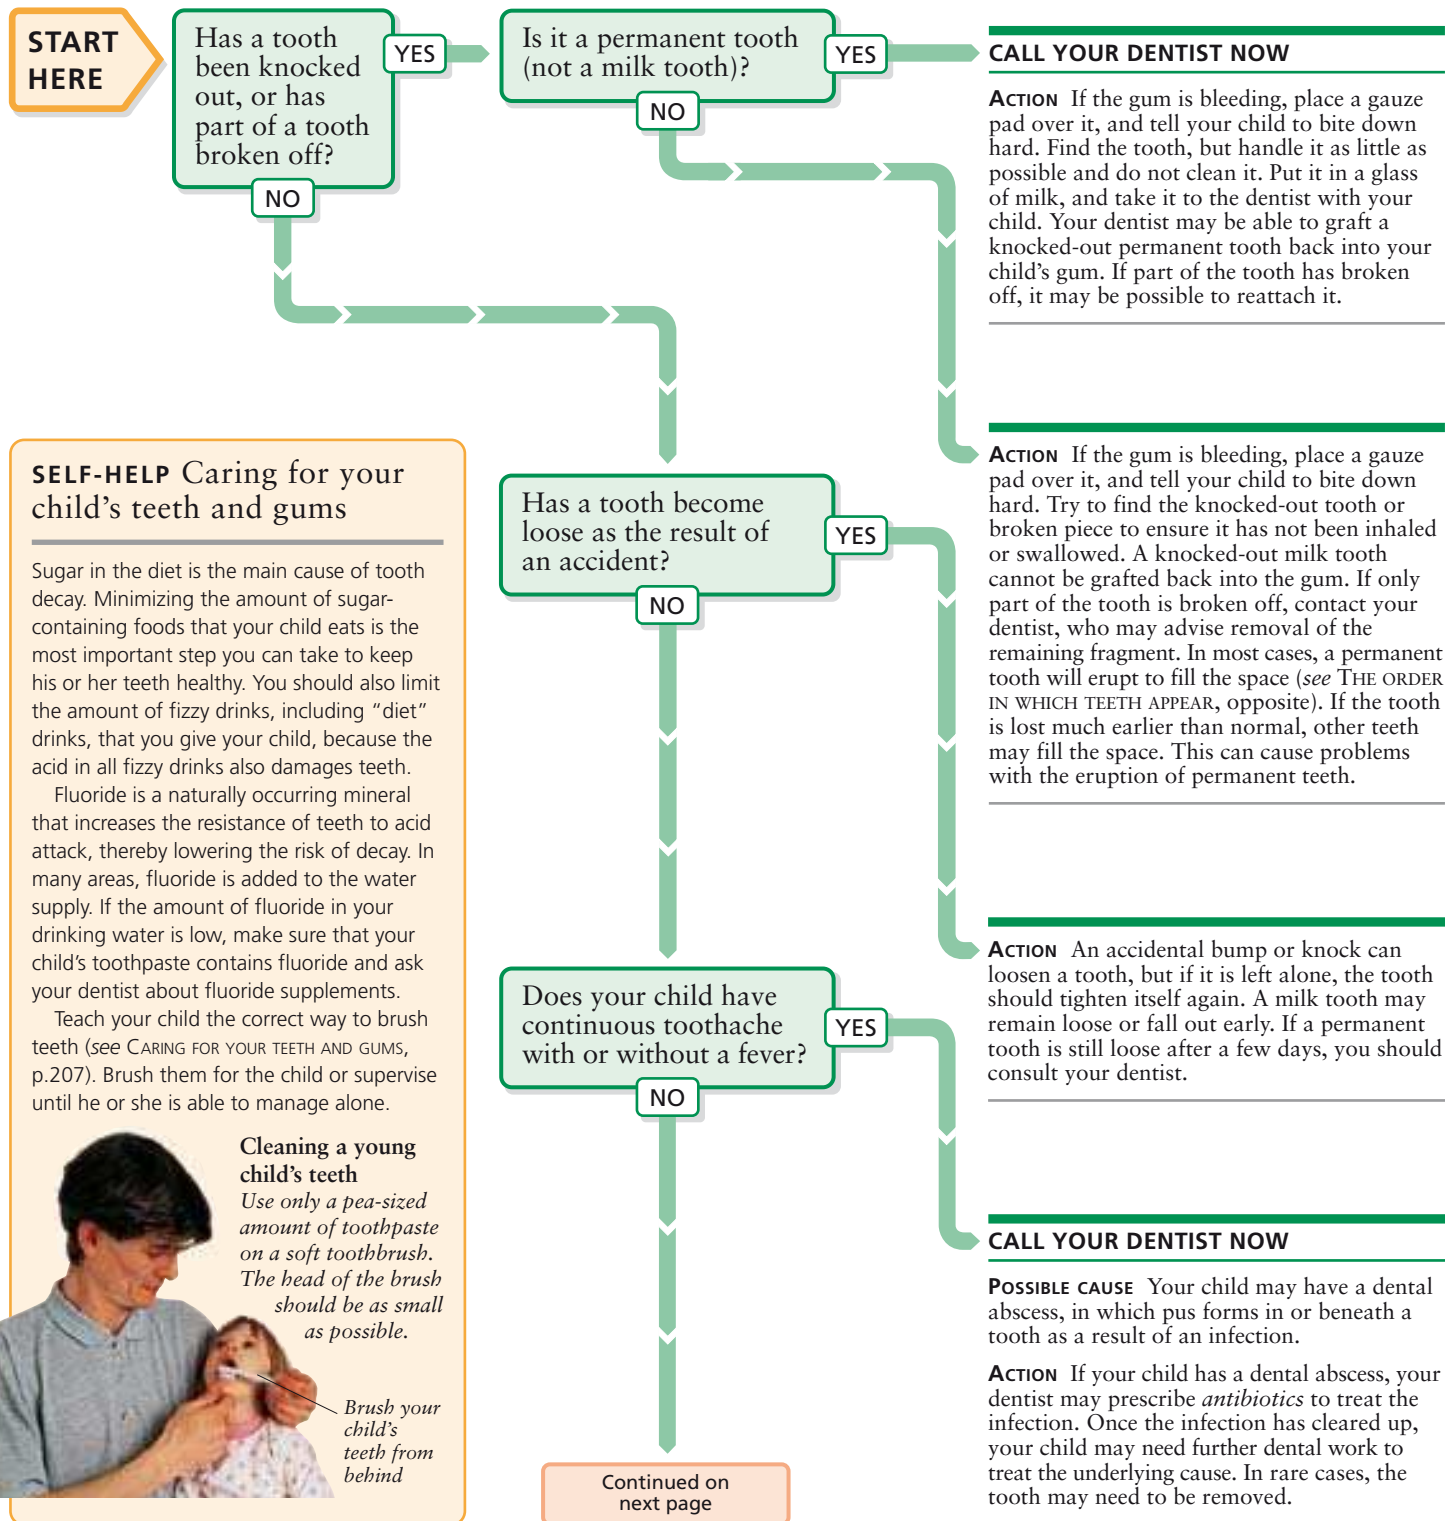 START
HERE
Has a tooth
been knocked
out, or has
part of a tooth
broken off?
YES
NO
Is it a permanent tooth
(not a milk tooth)?
YES
NO
CALL YOUR DENTIST NOW
ACTION If the gum is bleeding, place a gauze
pad over it, and tell your child to bite down
hard. Find the tooth, but handle it as little as
possible and do not clean it. Put it in a glass
of milk, and take it to the dentist with your
child. Your dentist may be able to graft a
knocked-out permanent tooth back into your
child's gum. If part of the tooth has broken
off, it may be possible to reattach it.
ACTION If the gum is bleeding, place a gauze
pad over it, and tell your child to bite down
hard. Try to find the knocked-out tooth or
broken piece to ensure it has not been inhaled
or swallowed. A knocked-out milk tooth
cannot be grafted back into the gum. If only
part of the tooth is broken off, contact your
dentist, who may advise removal of the
remaining fragment. In most cases, a permanent
tooth will erupt to fill the space (see THE ORDER
IN WHICH TEETH APPEAR, opposite). If the tooth
is lost much earlier than normal, other teeth
may fill the space. This can cause problems
with the eruption of permanent teeth.
SELF-HELP Caring for your
child's teeth and gums
Sugar in the diet is the main cause of tooth
decay. Minimizing the amount of sugar-
containing foods that your child eats is the
most important step you can take to keep
his or her teeth healthy. You should also limit
the amount of fizzy drinks, including "diet"
drinks, that you give your child, because the
acid in all fizzy drinks also damages teeth.
Fluoride is a naturally occurring mineral
that increases the resistance of teeth to acid
attack, thereby lowering the risk of decay. In
many areas, fluoride is added to the water
supply. If the amount of fluoride in your
drinking water is low, make sure that your
child's toothpaste contains fluoride and ask
your dentist about fluoride supplements.
Teach your child the correct way to brush
teeth (see CARING FOR YOUR TEETH AND GUMS,
p.207). Brush them for the child or supervise
until he or she is able to manage alone.
Cleaning a young
child's teeth
Use only a pea-sized
amount of toothpaste
on a soft toothbrush.
The head of the brush
should be as small
as possible.
Brush your
child's
teeth from
behind
Has a tooth become
loose as the result of
an accident?
YES
NO
ACTION An accidental bump or knock can
loosen a tooth, but if it is left alone, the tooth
should tighten itself again. A milk tooth may
remain loose or fall out early. If a permanent
tooth is still loose after a few days, you should
consult your dentist.
Does your child have
continuous toothache
with or without a fever?
YES
NO
CALL YOUR DENTIST NOW
POSSIBLE CAUSE Your child may have a dental
abscess, in which pus forms in or beneath a
tooth as a result of an infection.
ACTION If your child has a dental abscess, your
dentist may prescribe antibiotics to treat the
infection. Once the infection has cleared up,
your child may need further dental work to
treat the underlying cause. In rare cases, the
tooth may need to be removed.
Continued on
next page